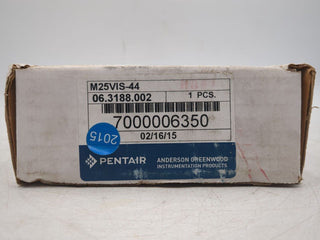 M25VIS-44
06.3188.002
1 PCS.
7000006350
02/16/15
2015
PENTAIR
ANDERSON GREENWOOD
INSTRUMENTATION PRODUCTS